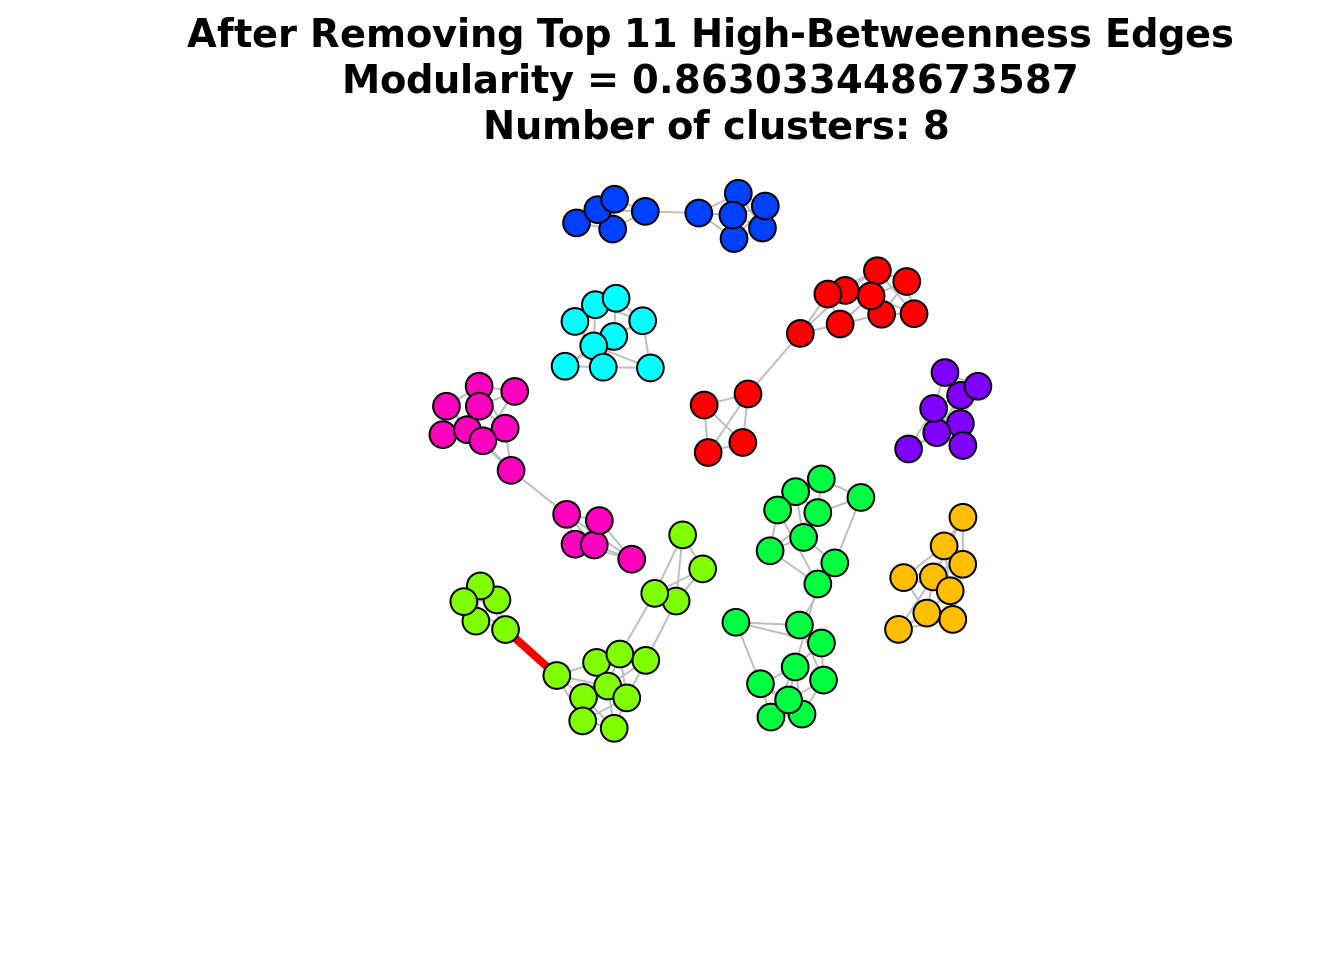 After Removing Top 11 High-Betweenness Edges
Modularity = 0.863033448673587
Number of clusters: 8